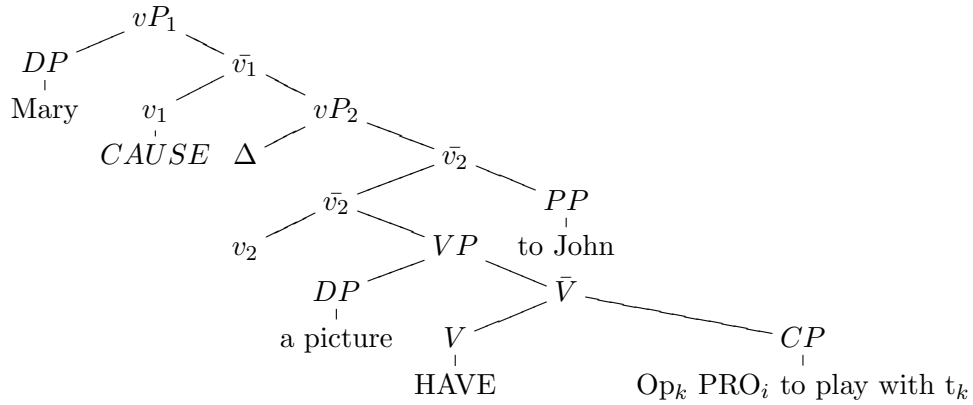 vP₁
DP v̄₁
Mary v₁ vP₂
CAUSE Δ v̄₂
v̄₂ PP
v₂ VP to John
DP V̄
a picture V CP
HAVE Opₖ PROᵢ to play with tₖ